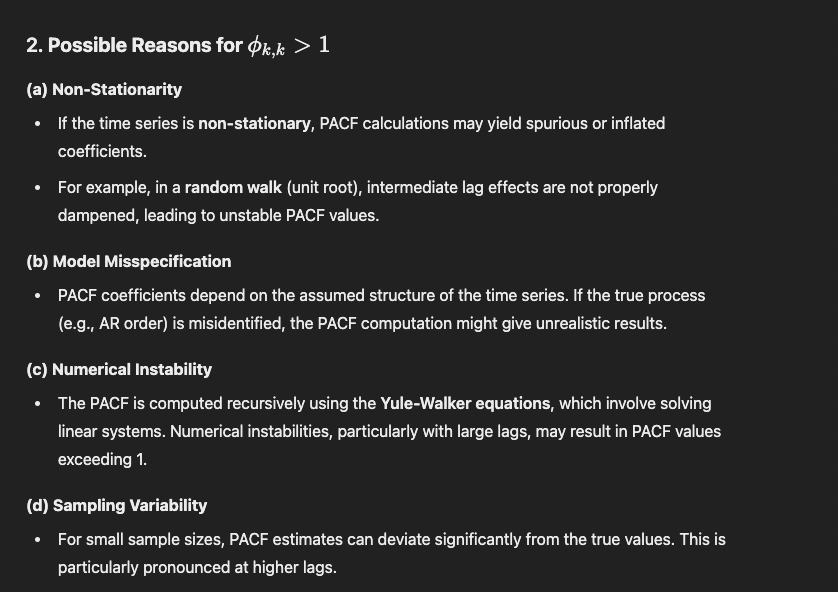 2. Possible Reasons for ϕk,k > 1
(a) Non-Stationarity
• If the time series is non-stationary, PACF calculations may yield spurious or inflated
coefficients.
• For example, in a random walk (unit root), intermediate lag effects are not properly
dampened, leading to unstable PACF values.
(b) Model Misspecification
• PACF coefficients depend on the assumed structure of the time series. If the true process
(e.g., AR order) is misidentified, the PACF computation might give unrealistic results.
(c) Numerical Instability
• The PACF is computed recursively using the Yule-Walker equations, which involve solving
linear systems. Numerical instabilities, particularly with large lags, may result in PACF values
exceeding 1.
(d) Sampling Variability
• For small sample sizes, PACF estimates can deviate significantly from the true values. This is
particularly pronounced at higher lags.